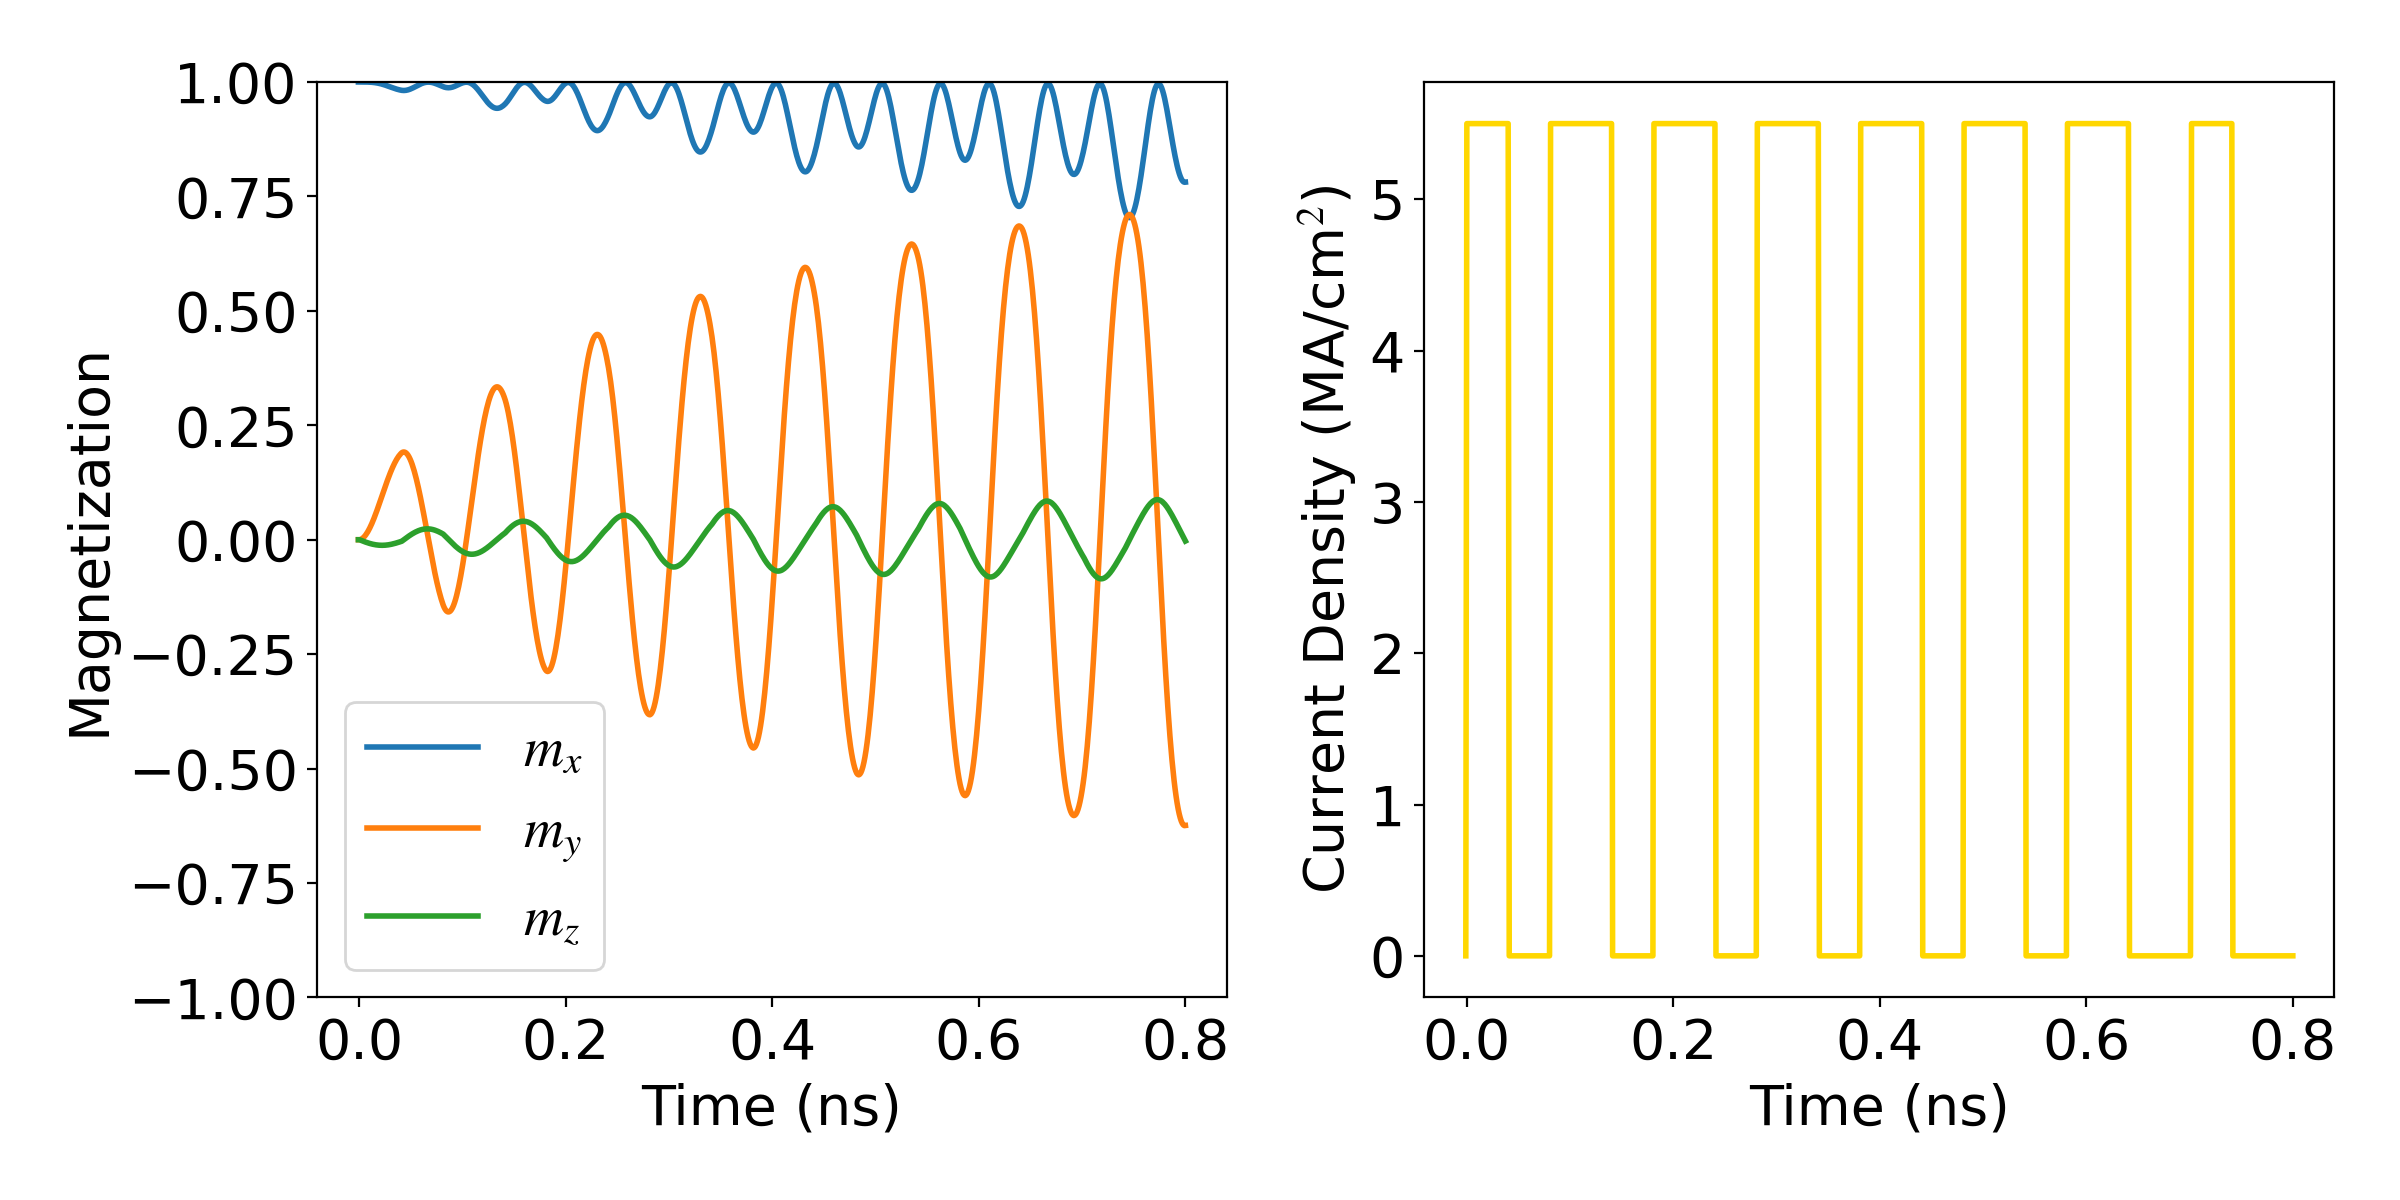 Magnetization
1.00
0.75
0.50
0.25
0.00
−0.25
−0.50
−0.75
−1.00
m_x
m_y
m_z
0.0 0.2 0.4 0.6 0.8
Time (ns)
Current Density (MA/cm²)
5
4
3
2
1
0
0.0 0.2 0.4 0.6 0.8
Time (ns)